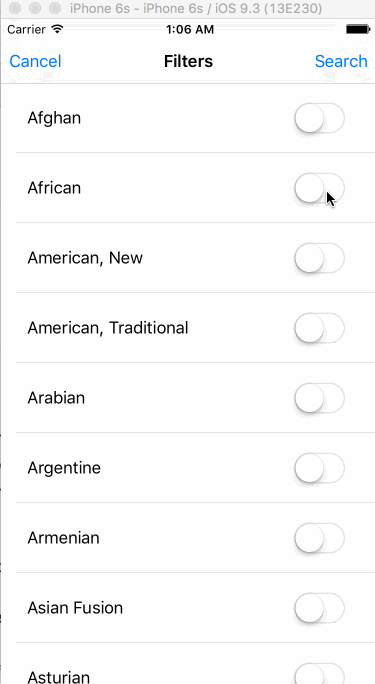 iPhone 6s - iPhone 6s / iOS 9.3 (13E230)
Carrier 1:06 AM
Cancel Filters Search
Afghan
African
American, New
American, Traditional
Arabian
Argentine
Armenian
Asian Fusion
Asturian